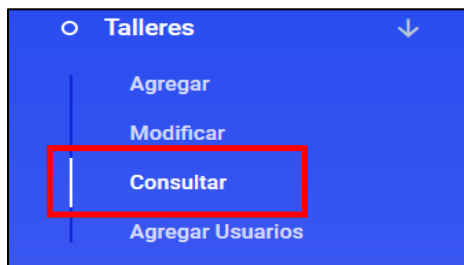 Talleres
Agregar
Modificar
Consultar
Agregar Usuarios